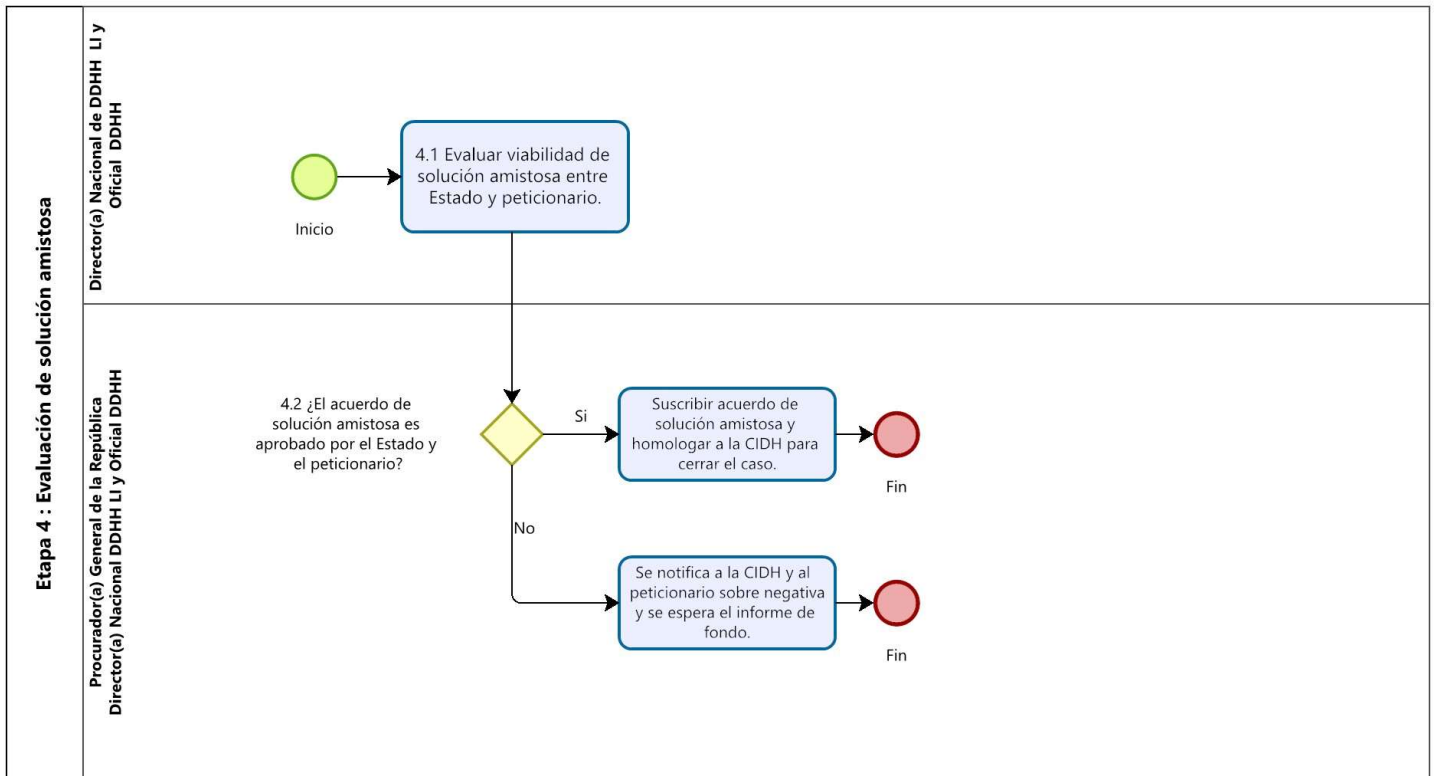 Etapa 4 : Evaluación de solución amistosa
Director(a) Nacional de DDHH LI y
Oficial DDHH
Inicio
4.1 Evaluar viabilidad de
solución amistosa entre
Estado y peticionario.
Procurador(a) General de la República
Director(a) Nacional DDHH LI y Oficial DDHH
4.2 ¿El acuerdo de
solución amistosa es
aprobado por el Estado y
el peticionario?
Si
Suscribir acuerdo de
solución amistosa y
homologar a la CIDH para
cerrar el caso.
Fin
No
Se notifica a la CIDH y al
peticionario sobre negativa
y se espera el informe de
fondo.
Fin